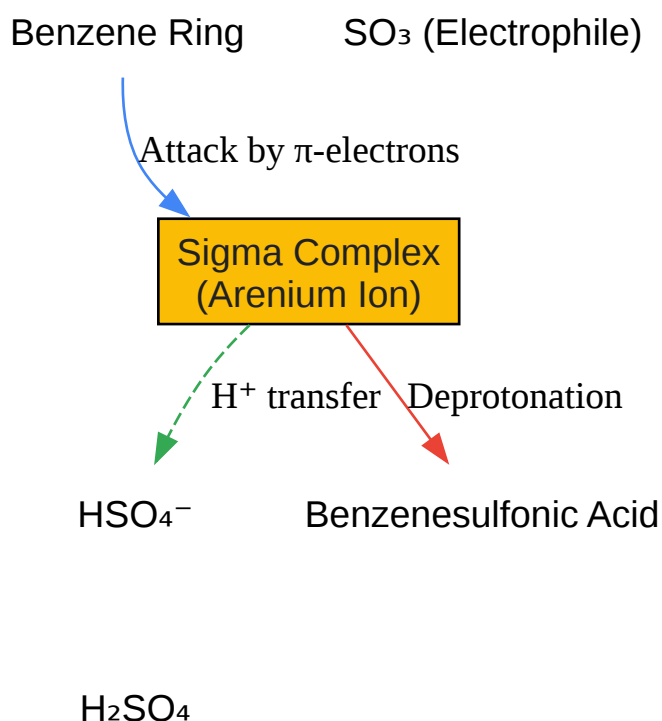 Benzene Ring
SO₃ (Electrophile)
Attack by π-electrons
Sigma Complex
(Arenium Ion)
H⁺ transfer
Deprotonation
HSO₄⁻
Benzenesulfonic Acid
H₂SO₄